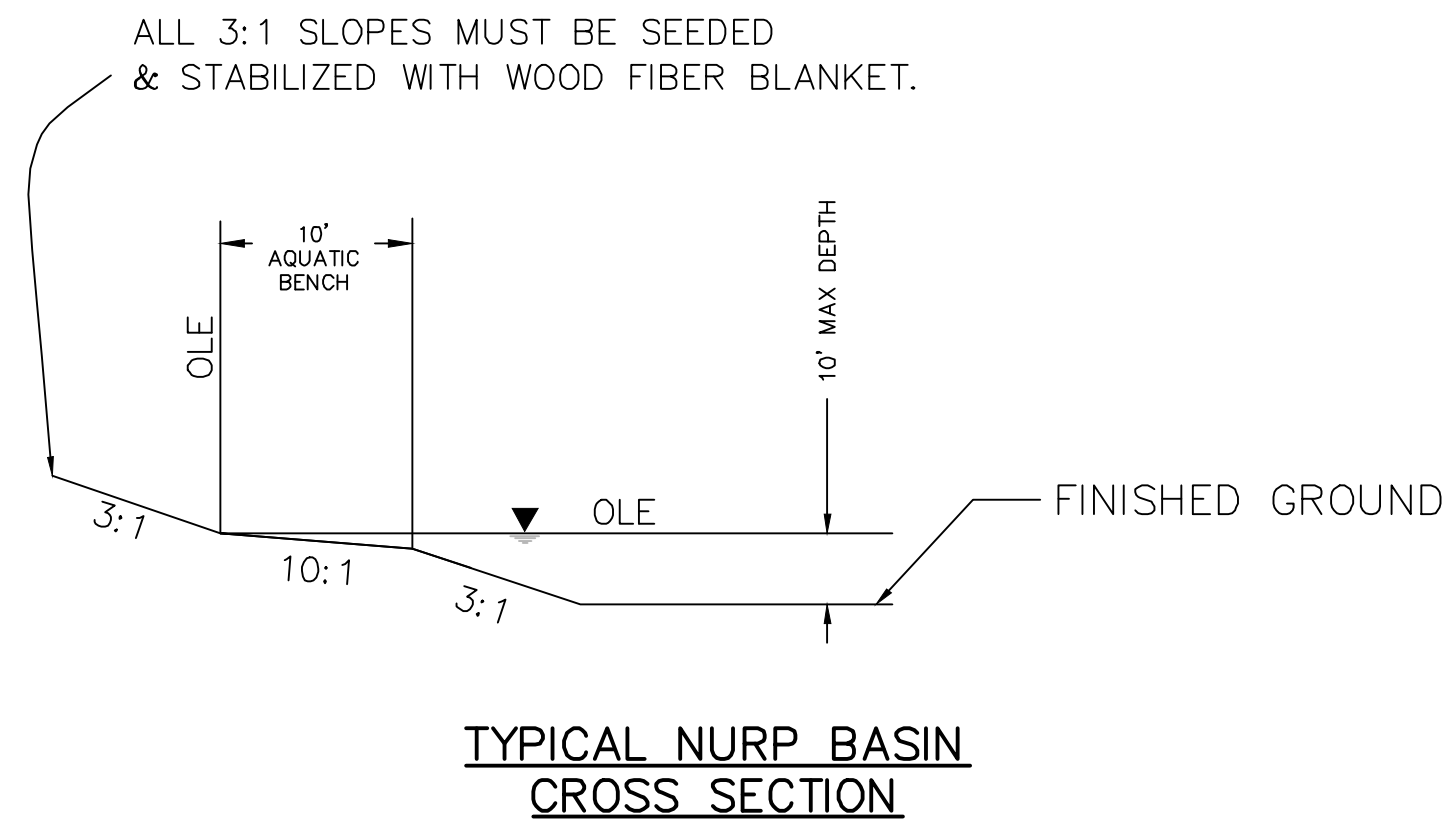 ALL 3:1 SLOPES MUST BE SEEDED
& STABILIZED WITH WOOD FIBER BLANKET.
10'
AQUATIC
BENCH
OLE
10' MAX DEPTH
3:1
10:1
3:1
OLE
FINISHED GROUND
TYPICAL NURP BASIN
CROSS SECTION